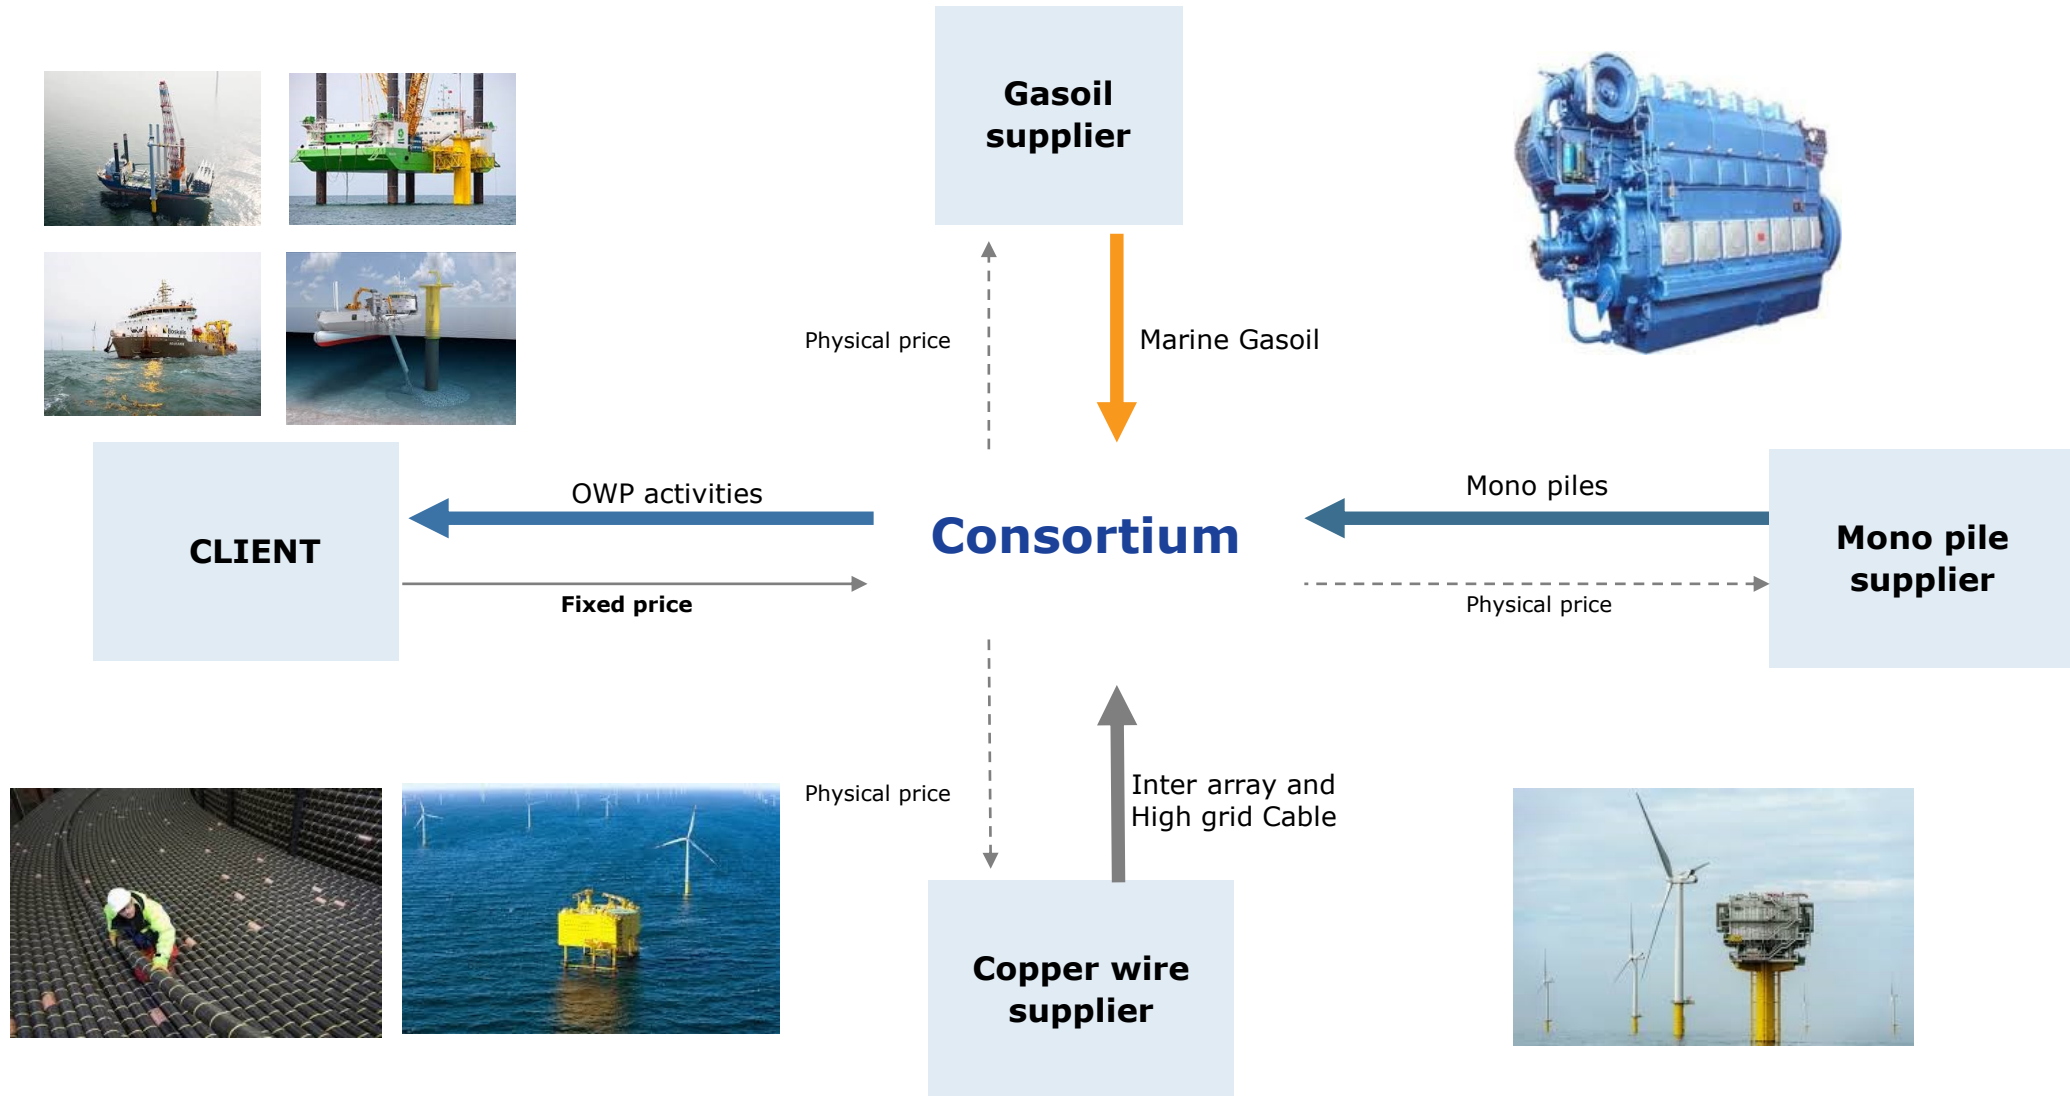 Gasoil
supplier
Physical price
Marine Gasoil
OWP activities
Mono piles
CLIENT
Consortium
Mono pile
supplier
Fixed price
Physical price
Physical price
Inter array and
High grid Cable
Copper wire
supplier